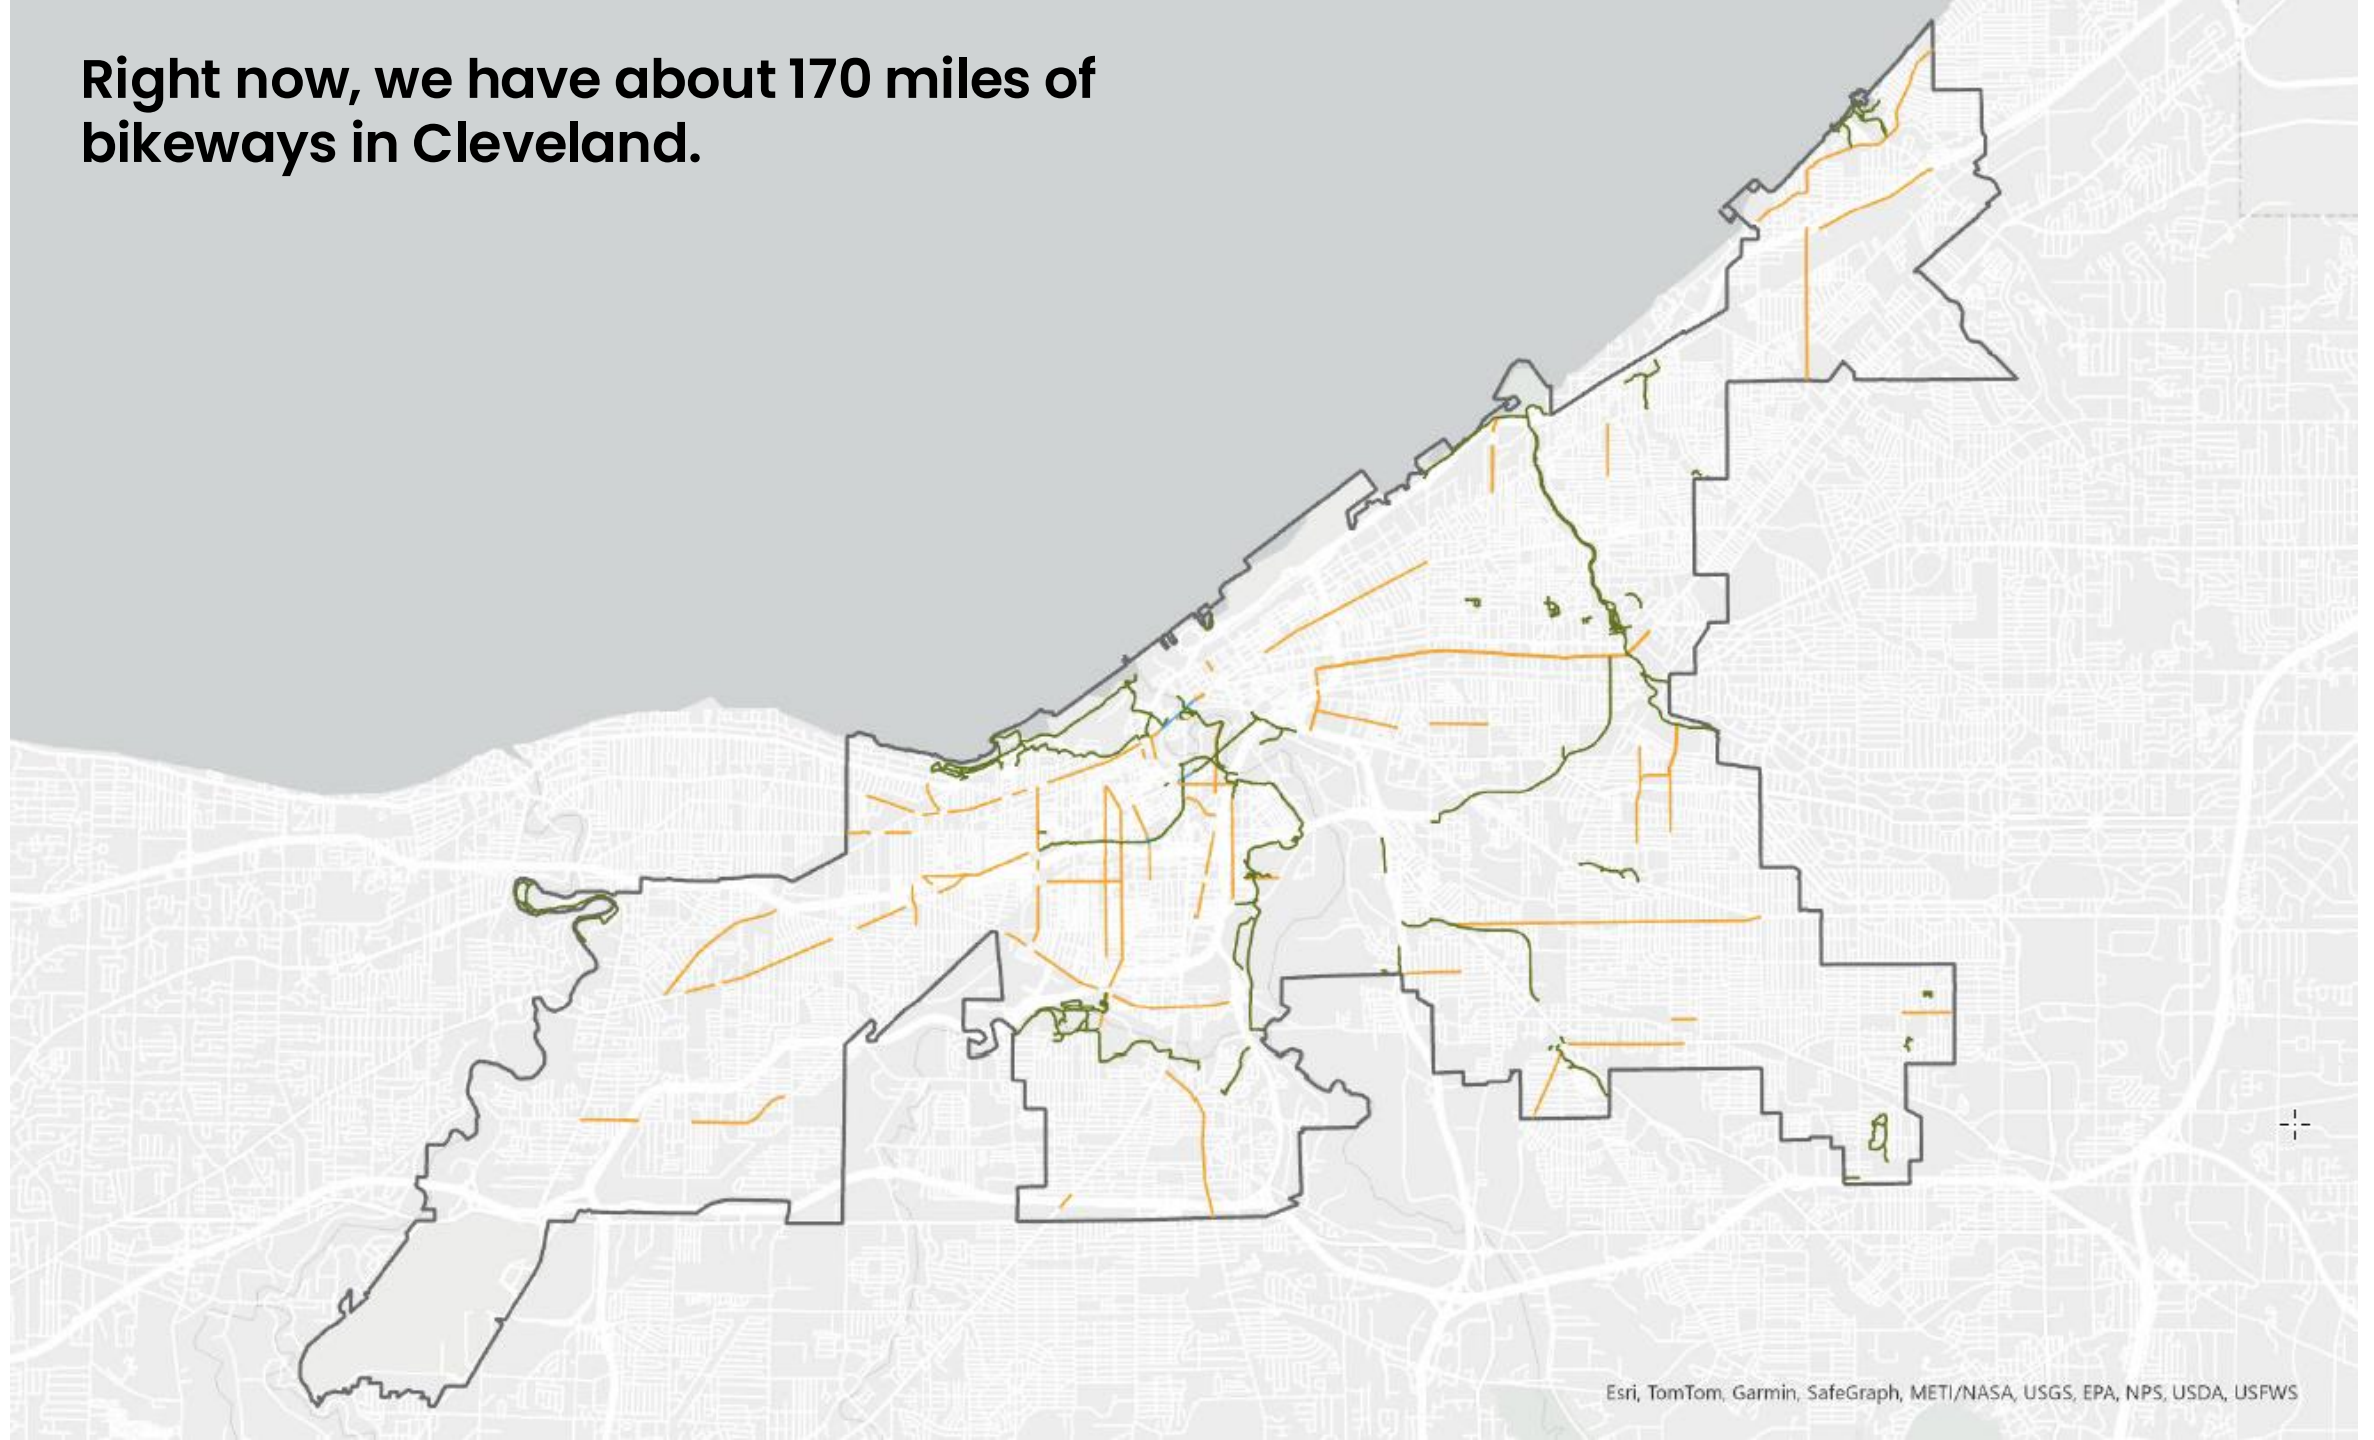 Right now, we have about 170 miles of
bikeways in Cleveland.
Esri, TomTom, Garmin, SafeGraph, METI/NASA, USGS, EPA, NPS, USDA, USFWS